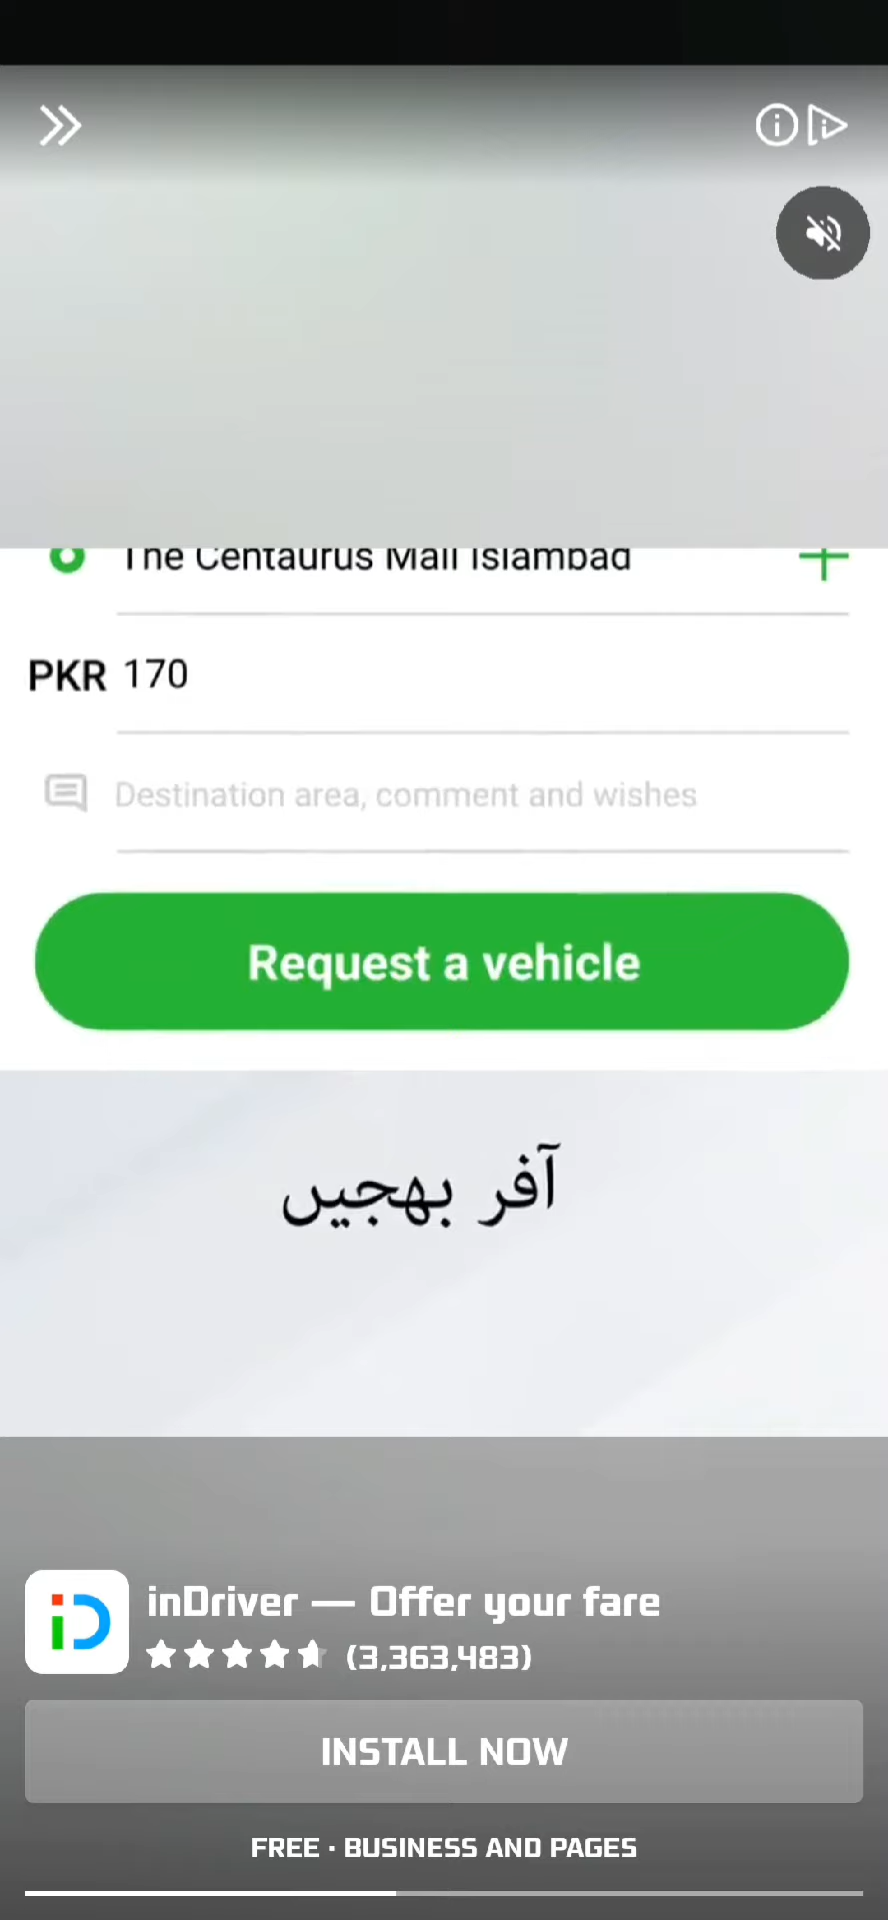 The Centaurus Mall Islambad
PKR 170
Destination area, comment and wishes
Request a vehicle
آفر بھجیں
inDriver — Offer your fare
(3,363,483)
INSTALL NOW
FREE · BUSINESS AND PAGES